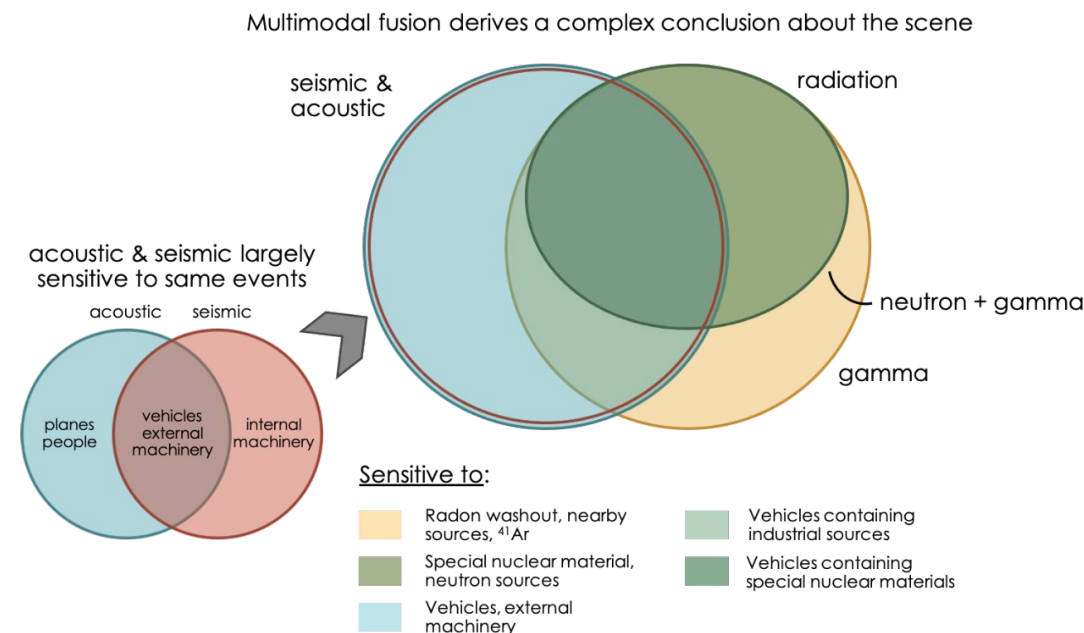 Multimodal fusion derives a complex conclusion about the scene
seismic &
acoustic
radiation
acoustic & seismic largely
sensitive to same events
acoustic
seismic
neutron + gamma
gamma
planes
people
vehicles
external
machinery
internal
machinery
Sensitive to:
Radon washout, nearby
sources, ⁴¹Ar
Special nuclear material,
neutron sources
Vehicles, external
machinery
Vehicles containing
industrial sources
Vehicles containing
special nuclear materials